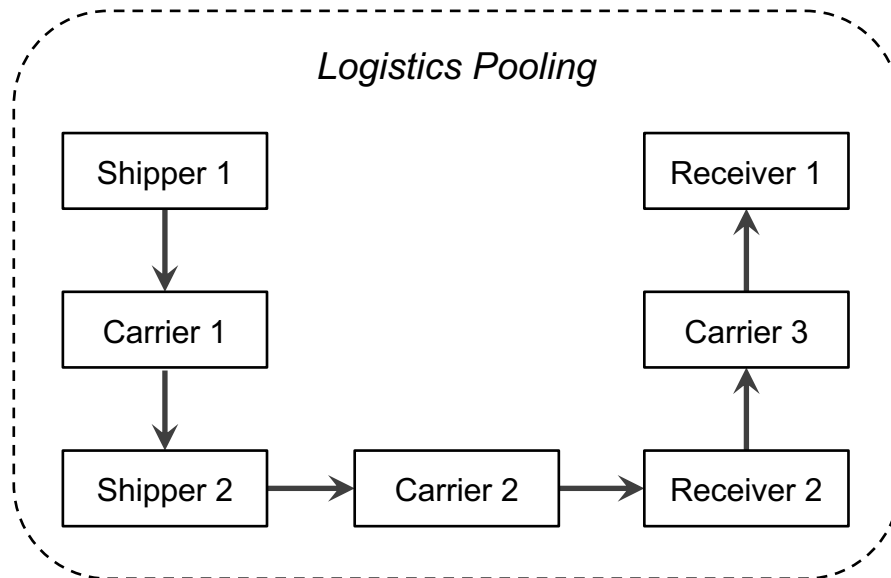 Logistics Pooling
Shipper 1
Receiver 1
Carrier 1
Carrier 3
Shipper 2
Carrier 2
Receiver 2